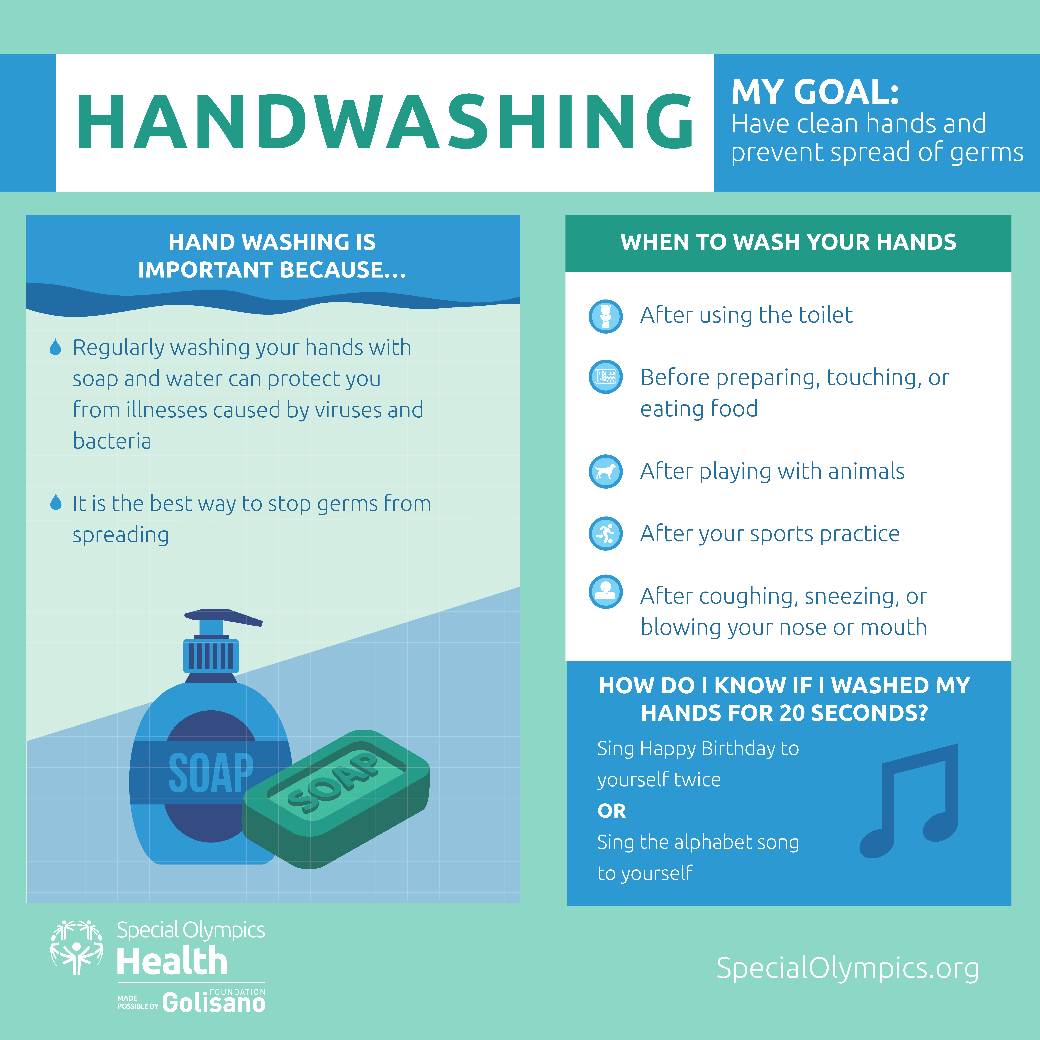 HANDWASHING
MY GOAL:
Have clean hands and
prevent spread of germs
HAND WASHING IS
IMPORTANT BECAUSE...
Regularly washing your hands with
soap and water can protect you
from illnesses caused by viruses and
bacteria
It is the best way to stop germs from
spreading
SOAP
SOAP
WHEN TO WASH YOUR HANDS
After using the toilet
Before preparing, touching, or
eating food
After playing with animals
After your sports practice
After coughing, sneezing, or
blowing your nose or mouth
HOW DO I KNOW IF I WASHED MY
HANDS FOR 20 SECONDS?
Sing Happy Birthday to
yourself twice
OR
Sing the alphabet song
to yourself
Special Olympics
Health
MADE
POSSIBLE BY
FOUNDATION
Golisano
SpecialOlympics.org